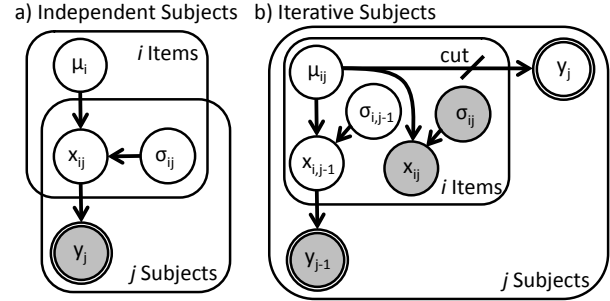 a) Independent Subjects
μi
i Items
xij
σij
yj
j Subjects
b) Iterative Subjects
μij
cut
yj
σi,j-1
σij
xi,j-1
xij
i Items
yj-1
j Subjects